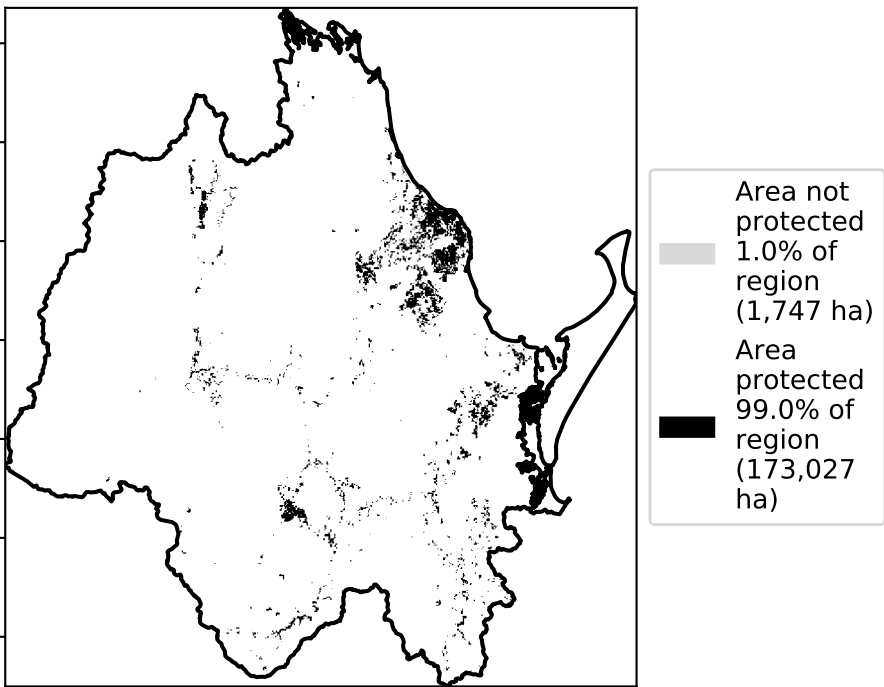 Area not
protected
1.0% of
region
(1,747 ha)
Area
protected
99.0% of
region
(173,027
ha)